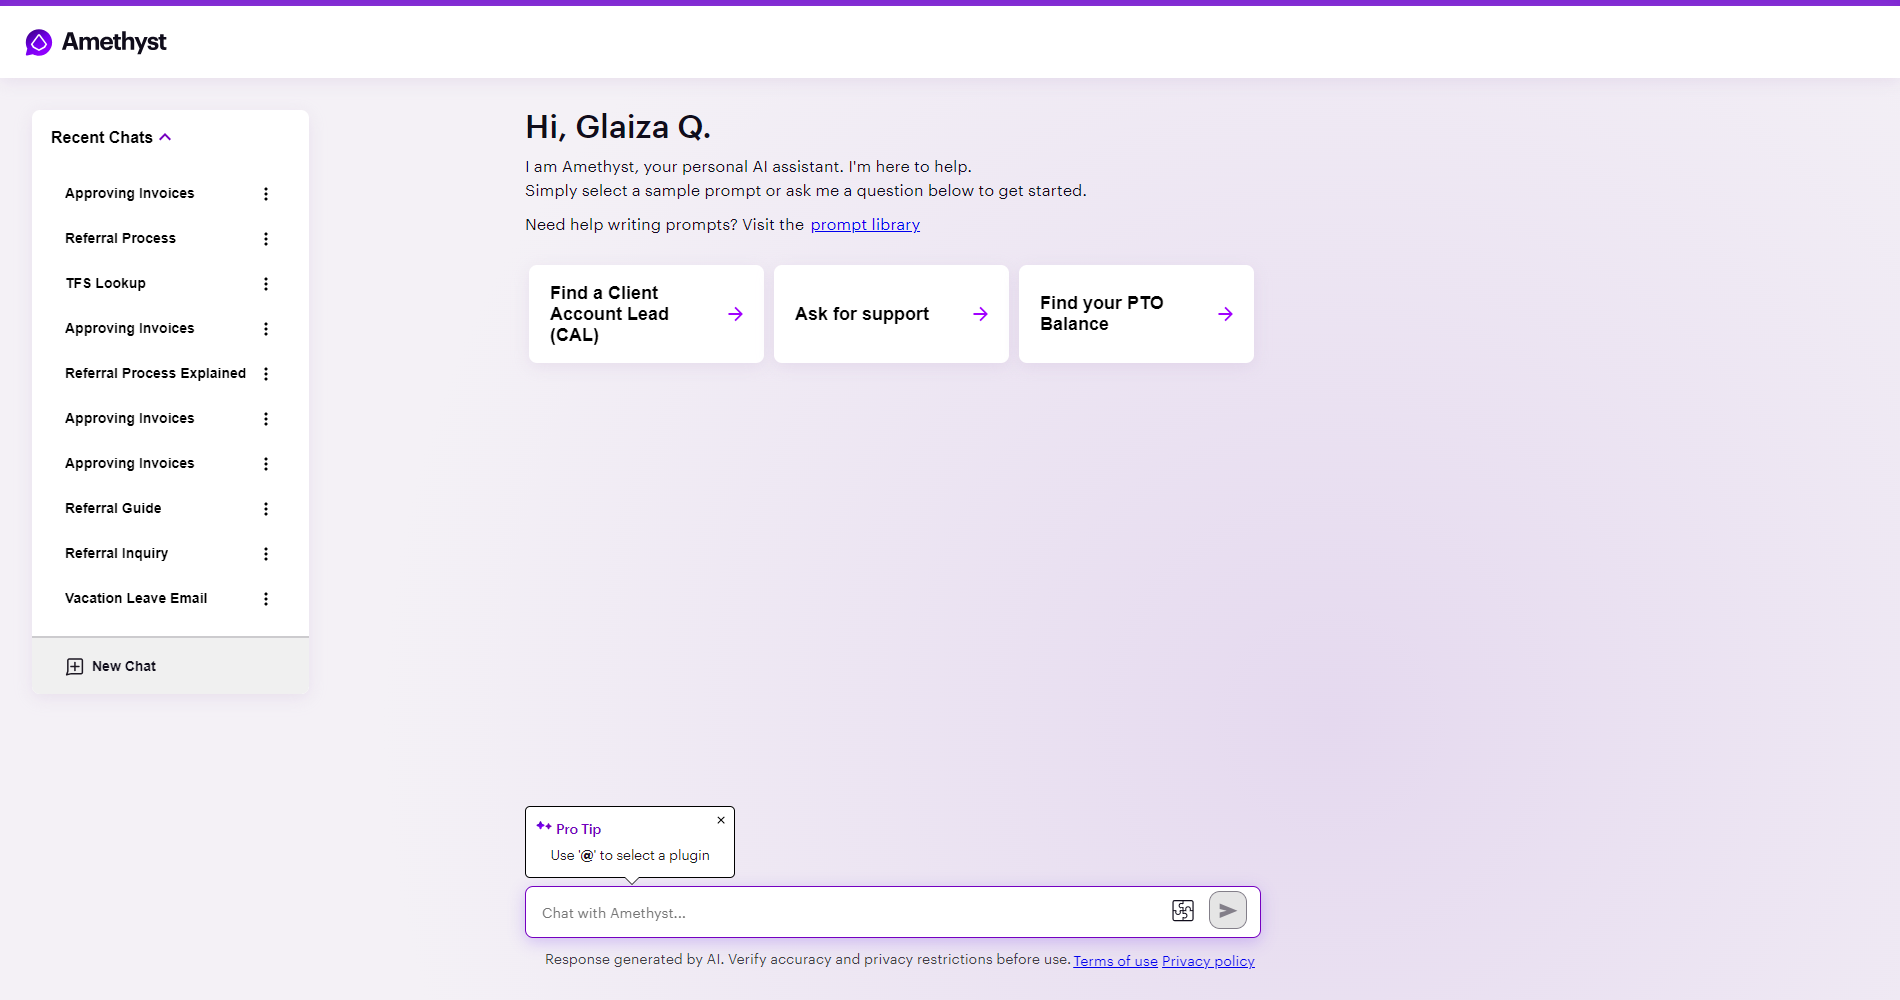 Amethyst
Recent Chats
Approving Invoices
Referral Process
TFS Lookup
Approving Invoices
Referral Process Explained
Approving Invoices
Approving Invoices
Referral Guide
Referral Inquiry
Vacation Leave Email
New Chat
Hi, Glaiza Q.
I am Amethyst, your personal AI assistant. I'm here to help.
Simply select a sample prompt or ask me a question below to get started.
Need help writing prompts? Visit the prompt library
Find a Client
Account Lead
(CAL)
Ask for support
Find your PTO
Balance
Pro Tip
Use '@' to select a plugin
Chat with Amethyst...
Response generated by AI. Verify accuracy and privacy restrictions before use. Terms of use Privacy policy